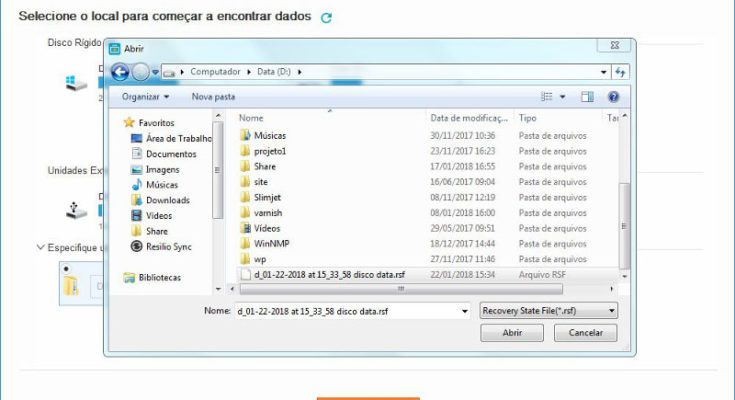 Selecione o local para começar a encontrar dados
Disco Rígido
Abrir
Computador ▸ Data (D:) ▸
Organizar Nova pasta
Favoritos
Área de Trabalho
Documentos
Imagens
Músicas
Downloads
Vídeos
Share
Resilio Sync
Bibliotecas
Nome Data de modificaç... Tipo
Músicas 30/11/2017 10:36 Pasta de arquivos
projeto1 23/11/2017 16:23 Pasta de arquivos
Share 17/01/2018 16:55 Pasta de arquivos
site 16/06/2017 09:04 Pasta de arquivos
Slimjet 08/11/2017 12:19 Pasta de arquivos
varnish 08/01/2018 16:00 Pasta de arquivos
Vídeos 29/05/2017 09:51 Pasta de arquivos
WinNMP 18/12/2017 14:44 Pasta de arquivos
wp 27/11/2017 11:46 Pasta de arquivos
d_01-22-2018 at 15_33_58 disco data.rsf 22/01/2018 15:34 Arquivo RSF
Nome: d_01-22-2018 at 15_33_58 disco data.rsf Recovery State File(*.rsf)
Abrir Cancelar
Unidades Ex
Especifique u